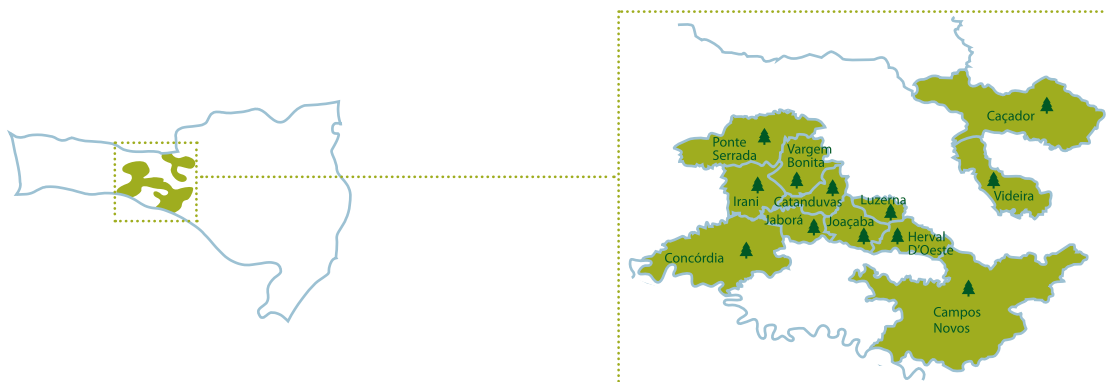 Caçador
Ponte
Serrada
Vargem
Bonita
Videira
Irani
Catanduvas
Luzerna
Jaborá
Joaçaba
Herval
D'Oeste
Concórdia
Campos
Novos